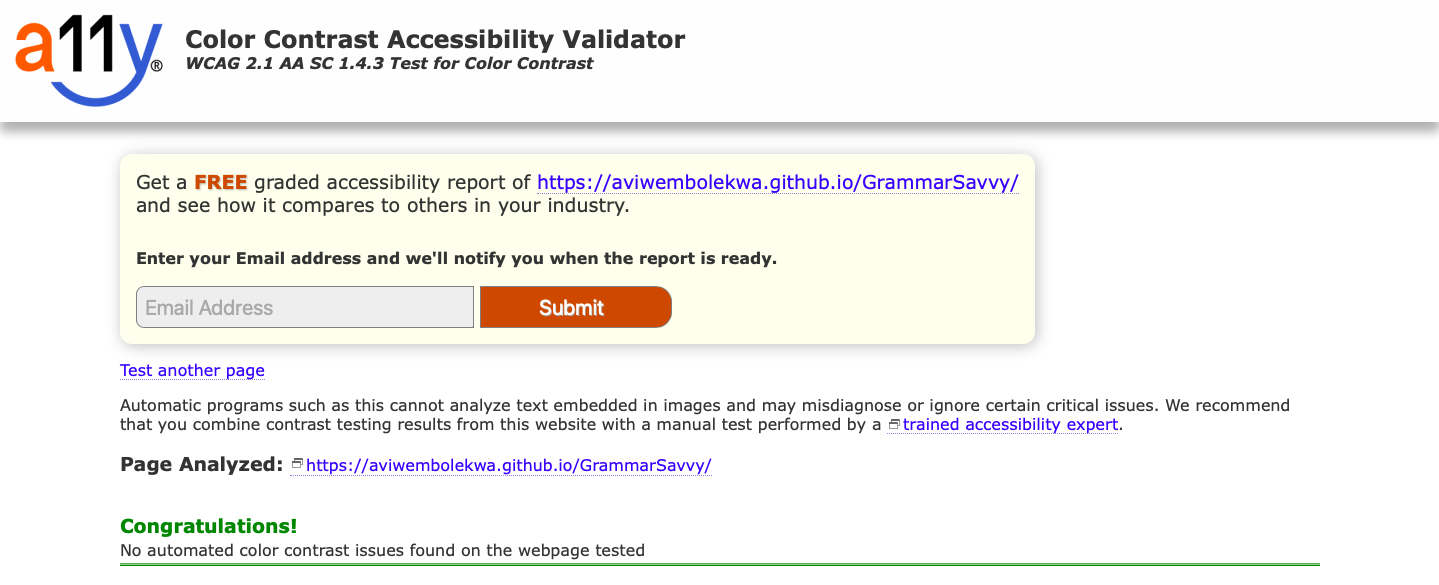 a11y®
Color Contrast Accessibility Validator
WCAG 2.1 AA SC 1.4.3 Test for Color Contrast
Get a FREE graded accessibility report of https://aviwembolekwa.github.io/GrammarSavvy/
and see how it compares to others in your industry.
Enter your Email address and we'll notify you when the report is ready.
Email Address
Submit
Test another page
Automatic programs such as this cannot analyze text embedded in images and may misdiagnose or ignore certain critical issues. We recommend
that you combine contrast testing results from this website with a manual test performed by a trained accessibility expert.
Page Analyzed: https://aviwembolekwa.github.io/GrammarSavvy/
Congratulations!
No automated color contrast issues found on the webpage tested